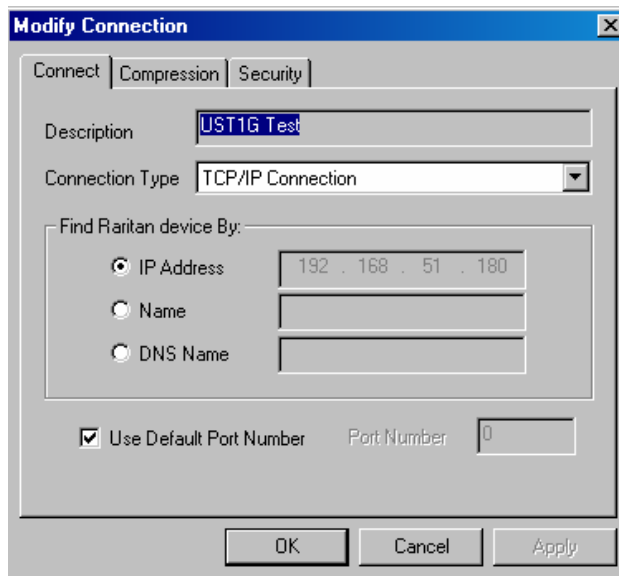 Modify Connection
Connect Compression Security
Description UST1G Test
Connection Type TCP/IP Connection
Find Raritan device By:
IP Address 192 . 168 . 51 . 180
Name
DNS Name
Use Default Port Number Port Number 0
OK Cancel Apply